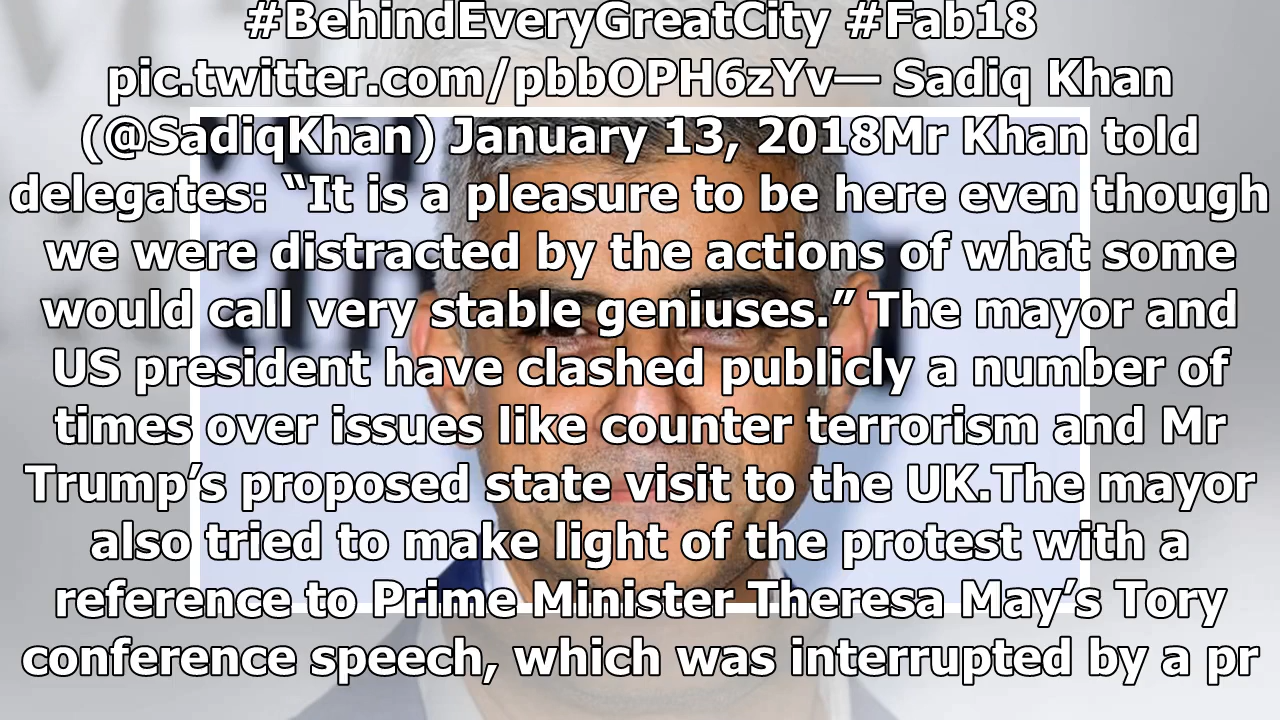 #BehindEveryGreatCity #Fab18
pic.twitter.com/pbbOPH6zYv— Sadiq Khan
(@SadiqKhan) January 13, 2018Mr Khan told
delegates: “It is a pleasure to be here even though
we were distracted by the actions of what some
would call very stable geniuses.” The mayor and
US president have clashed publicly a number of
times over issues like counter terrorism and Mr
Trump’s proposed state visit to the UK.The mayor
also tried to make light of the protest with a
reference to Prime Minister Theresa May’s Tory
conference speech, which was interrupted by a pr